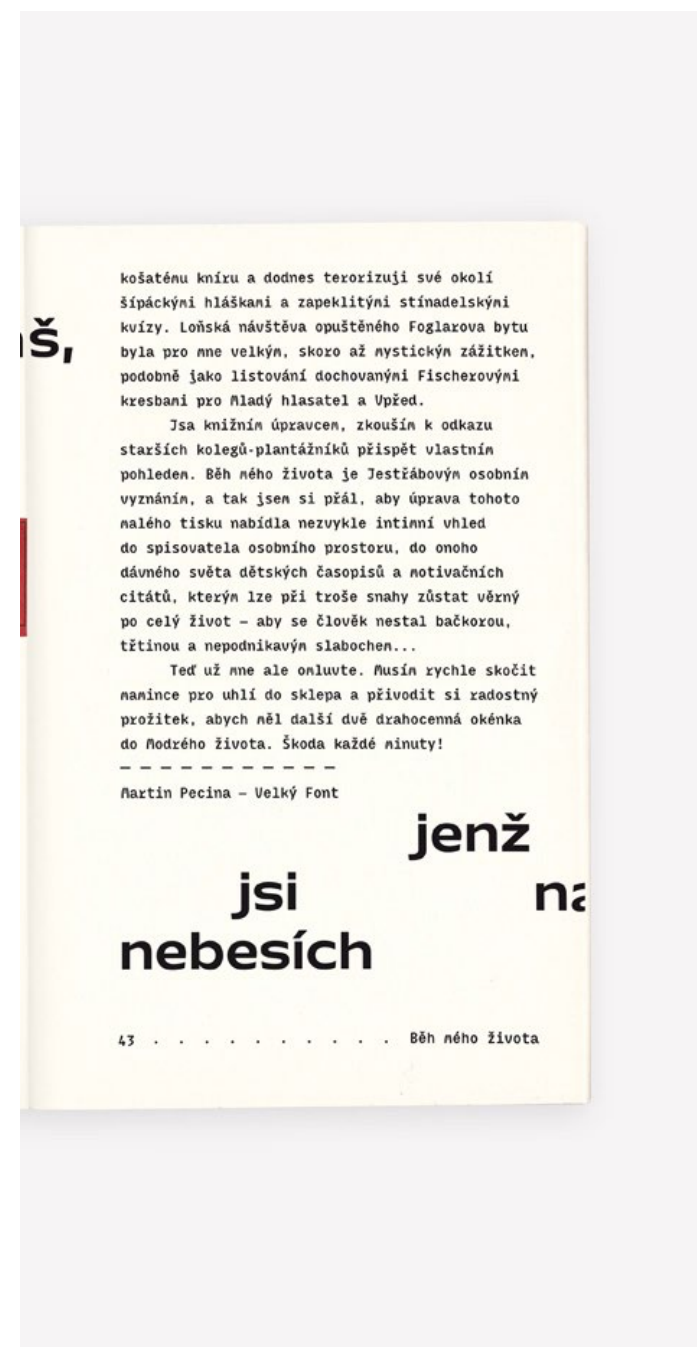 š,
košatému kníru a dodnes terorizuji své okolí
šípáckými hláškami a zapeklitými stínadelskými
kvízy. Loňská návštěva opuštěného Foglarova bytu
byla pro mne velkým, skoro až mystickým zážitkem,
podobně jako listování dochovanými Fischerovými
kresbami pro Mladý hlasatel a Vpřed.
Jsa knižním úpravcem, zkouším k odkazu
starších kolegů-plantážníků přispět vlastním
pohledem. Běh mého života je Jestřábovým osobním
vyznáním, a tak jsem si přál, aby úprava tohoto
malého tisku nabídla nezvykle intimní vhled
do spisovatela osobního prostoru, do onoho
dávného světa dětských časopisů a motivačních
citátů, kterým lze při troše snahy zůstat věrný
po celý život – aby se člověk nestal bačkorou,
třtinou a nepodnikavým slabochem...
Teď už mne ale omluvte. Musím rychle skočit
mamince pro uhlí do sklepa a přivodit si radostný
prožitek, abych měl další dvě drahocenná okénka
do Modrého života. Škoda každé minuty!
– – – – – – – – – – –
Martin Pecina – Velký Font
jenž
jsi na
nebesích
43 . . . . . . . . . . Běh mého života